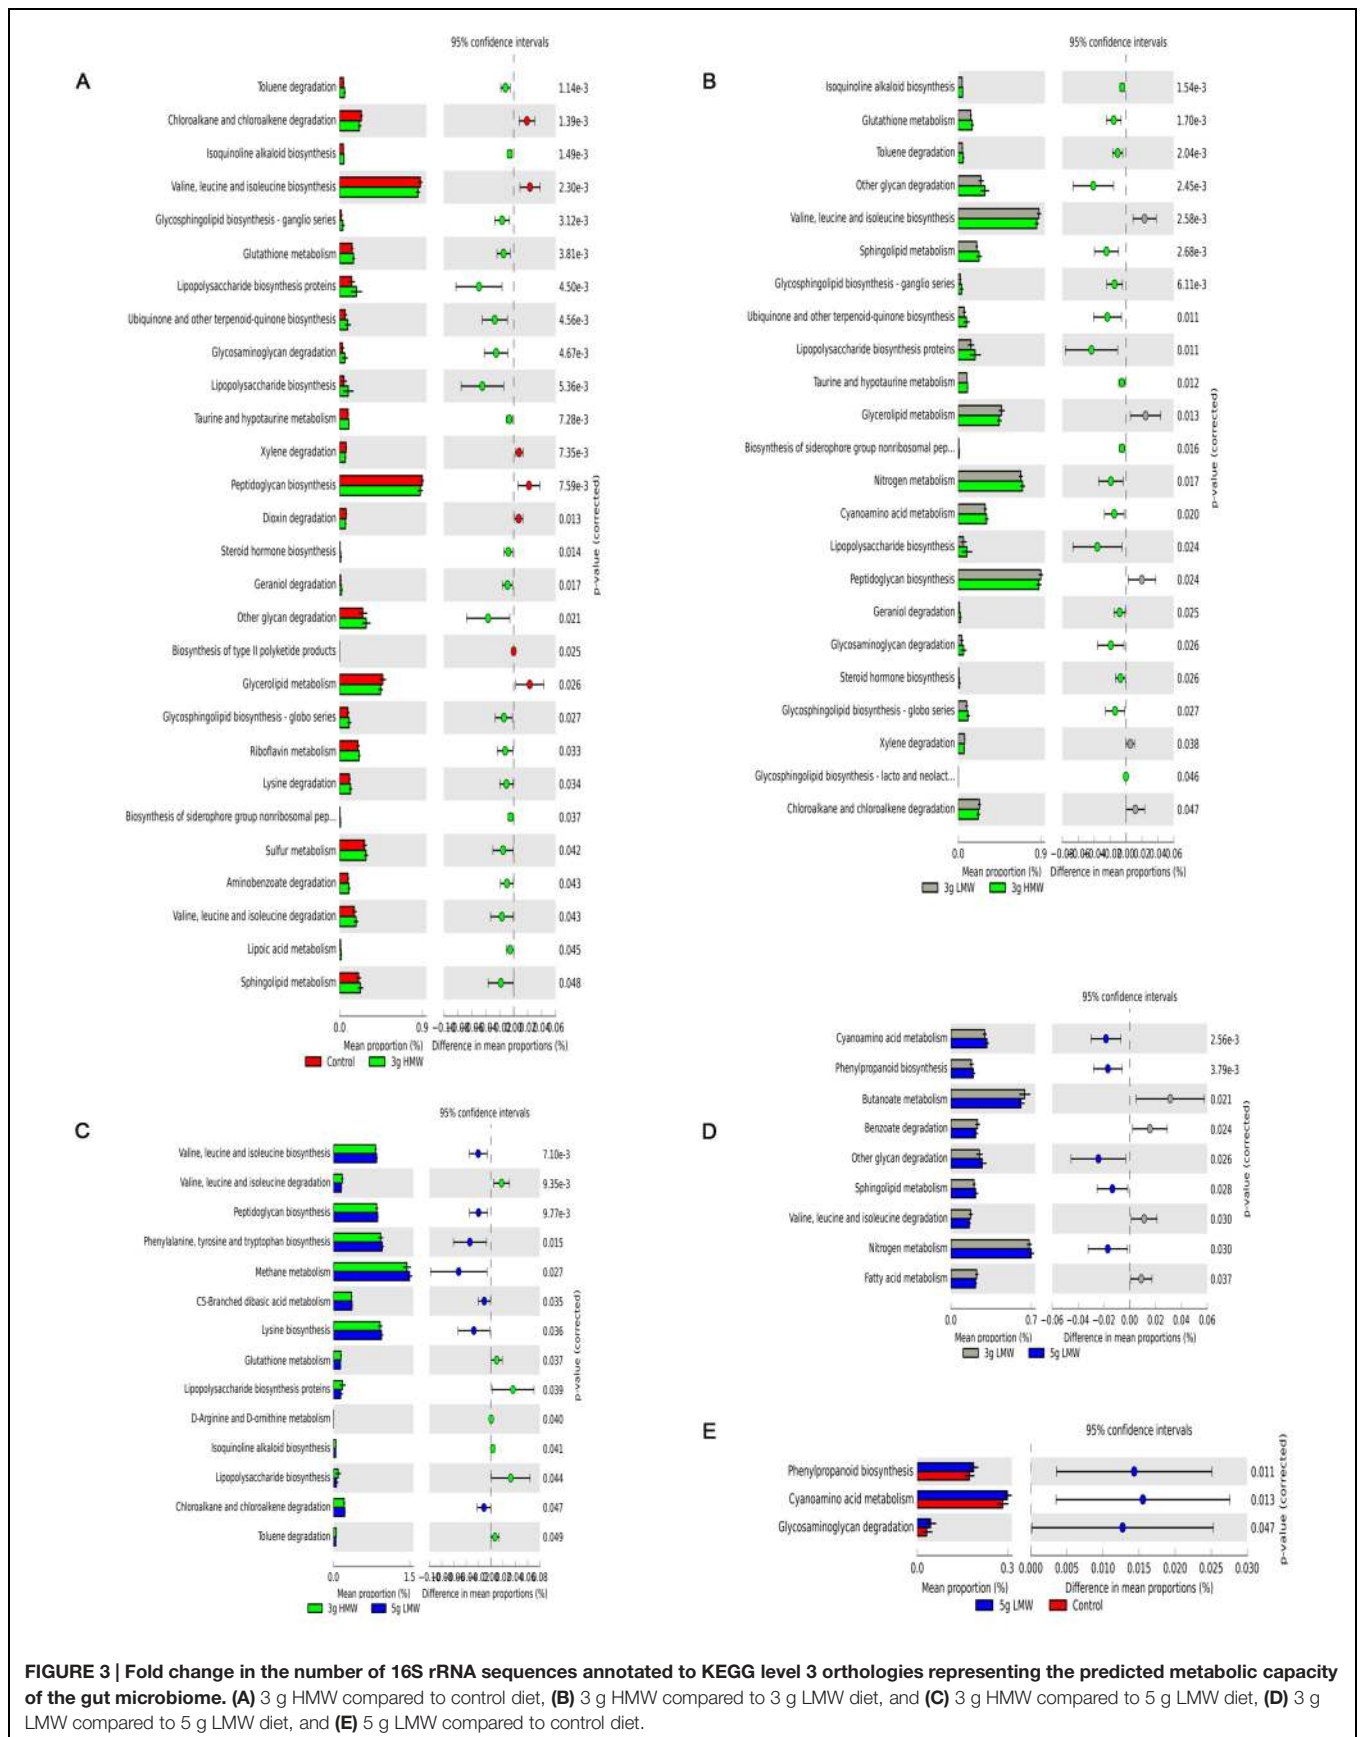 95% confidence intervals
A
Toluene degradation 1.14e-3
Chloroalkane and chloroalkene degradation 1.39e-3
Isoquinoline alkaloid biosynthesis 1.49e-3
Valine, leucine and isoleucine biosynthesis 2.30e-3
Glycosphingolipid biosynthesis - ganglio series 3.12e-3
Glutathione metabolism 3.81e-3
Lipopolysaccharide biosynthesis proteins 4.50e-3
Ubiquinone and other terpenoid-quinone biosynthesis 4.56e-3
Glycosaminoglycan degradation 4.67e-3
Lipopolysaccharide biosynthesis 5.36e-3
Taurine and hypotaurine metabolism 7.28e-3
Xylene degradation 7.35e-3
Peptidoglycan biosynthesis 7.59e-3
Dioxin degradation 0.013
Steroid hormone biosynthesis 0.014
Geraniol degradation 0.017
Other glycan degradation 0.021
Biosynthesis of type II polyketide products 0.025
Glycerolipid metabolism 0.026
Glycosphingolipid biosynthesis - globo series 0.027
Riboflavin metabolism 0.033
Lysine degradation 0.034
Biosynthesis of siderophore group nonribosomal pep... 0.037
Sulfur metabolism 0.042
Aminobenzoate degradation 0.043
Valine, leucine and isoleucine degradation 0.043
Lipoic acid metabolism 0.045
Sphingolipid metabolism 0.048
p-value (corrected)
0.0 0.9 0.04 0.06
Mean proportion (%) Difference in mean proportions (%)
Control 3g HMW
95% confidence intervals
B
Isoquinoline alkaloid biosynthesis 1.54e-3
Glutathione metabolism 1.70e-3
Toluene degradation 2.04e-3
Other glycan degradation 2.45e-3
Valine, leucine and isoleucine biosynthesis 2.58e-3
Sphingolipid metabolism 2.68e-3
Glycosphingolipid biosynthesis - ganglio series 6.11e-3
Ubiquinone and other terpenoid-quinone biosynthesis 0.011
Lipopolysaccharide biosynthesis proteins 0.011
Taurine and hypotaurine metabolism 0.012
Glycerolipid metabolism 0.013
Biosynthesis of siderophore group nonribosomal pep... 0.016
Nitrogen metabolism 0.017
Cyanoamino acid metabolism 0.020
Lipopolysaccharide biosynthesis 0.024
Peptidoglycan biosynthesis 0.024
Geraniol degradation 0.025
Glycosaminoglycan degradation 0.026
Steroid hormone biosynthesis 0.026
Glycosphingolipid biosynthesis - globo series 0.027
Xylene degradation 0.038
Glycosphingolipid biosynthesis - lacto and neolact... 0.046
Chloroalkane and chloroalkene degradation 0.047
p-value (corrected)
0.0 0.9 0.00 0.02 0.04 0.06
Mean proportion (%) Difference in mean proportions (%)
3g LMW 3g HMW
95% confidence intervals
C
Valine, leucine and isoleucine biosynthesis 7.10e-3
Valine, leucine and isoleucine degradation 9.35e-3
Peptidoglycan biosynthesis 9.77e-3
Phenylalanine, tyrosine and tryptophan biosynthesis 0.015
Methane metabolism 0.027
C5-Branched dibasic acid metabolism 0.035
Lysine biosynthesis 0.036
Glutathione metabolism 0.037
Lipopolysaccharide biosynthesis proteins 0.039
D-Arginine and D-ornithine metabolism 0.040
Isoquinoline alkaloid biosynthesis 0.041
Lipopolysaccharide biosynthesis 0.044
Chloroalkane and chloroalkene degradation 0.047
Toluene degradation 0.049
p-value (corrected)
0.0 1.5 0.08
Mean proportion (%) Difference in mean proportions (%)
3g HMW 5g LMW
95% confidence intervals
D
Cyanoamino acid metabolism 2.56e-3
Phenylpropanoid biosynthesis 3.79e-3
Butanoate metabolism 0.021
Benzoate degradation 0.024
Other glycan degradation 0.026
Sphingolipid metabolism 0.028
Valine, leucine and isoleucine degradation 0.030
Nitrogen metabolism 0.030
Fatty acid metabolism 0.037
p-value (corrected)
0.0 0.7 −0.06 −0.04 −0.02 0.00 0.02 0.04 0.06
Mean proportion (%) Difference in mean proportions (%)
3g LMW 5g LMW
E
95% confidence intervals
Phenylpropanoid biosynthesis 0.011
Cyanoamino acid metabolism 0.013
Glycosaminoglycan degradation 0.047
p-value (corrected)
0.0 0.3 0.000 0.005 0.010 0.015 0.020 0.025 0.030
Mean proportion (%) Difference in mean proportions (%)
5g LMW Control
FIGURE 3 | Fold change in the number of 16S rRNA sequences annotated to KEGG level 3 orthologies representing the predicted metabolic capacity
of the gut microbiome. (A) 3 g HMW compared to control diet, (B) 3 g HMW compared to 3 g LMW diet, and (C) 3 g HMW compared to 5 g LMW diet, (D) 3 g
LMW compared to 5 g LMW diet, and (E) 5 g LMW compared to control diet.